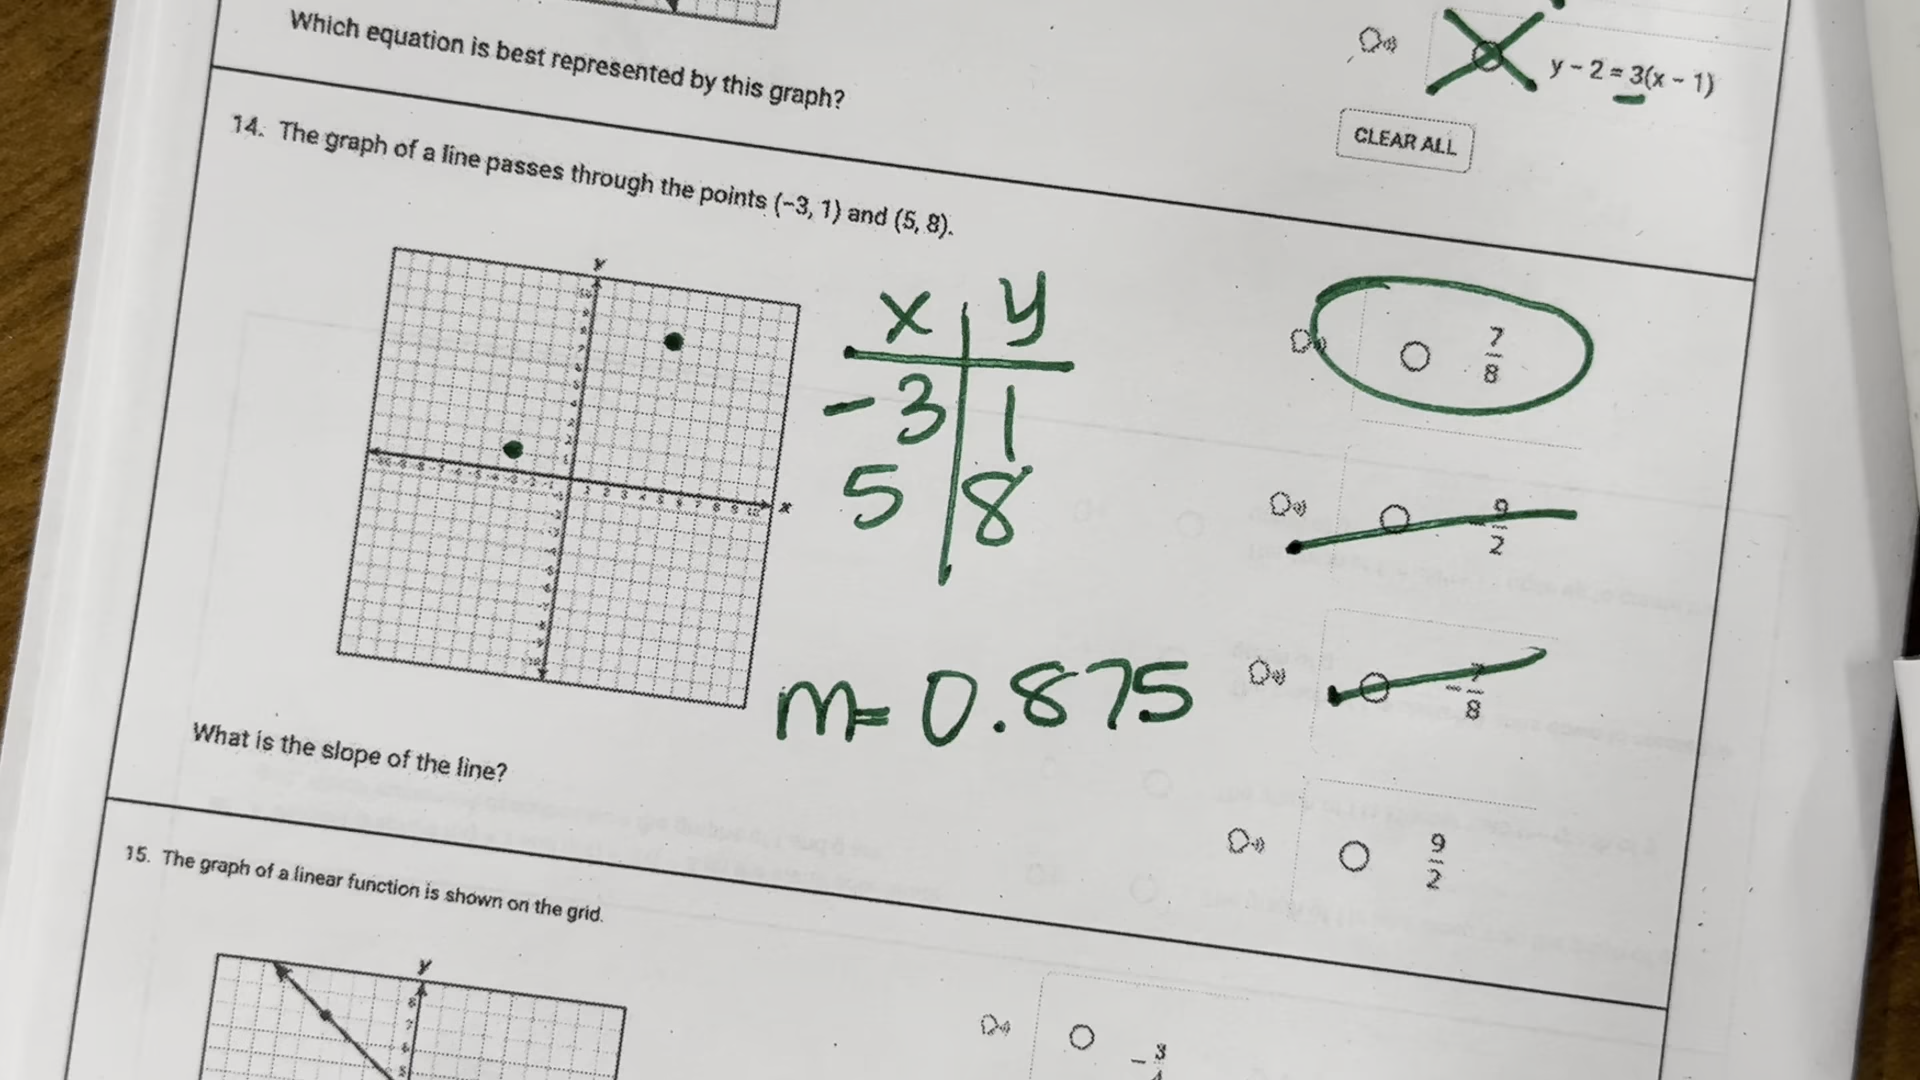 Which equation is best represented by this graph?
y - 2 = 3(x - 1)
CLEAR ALL
14. The graph of a line passes through the points (-3, 1) and (5, 8).
y
x
x y
-3 1
5 8
m= 0.875
7/8
- 9/2
- 7/8
9/2
What is the slope of the line?
15. The graph of a linear function is shown on the grid.
y
- 3